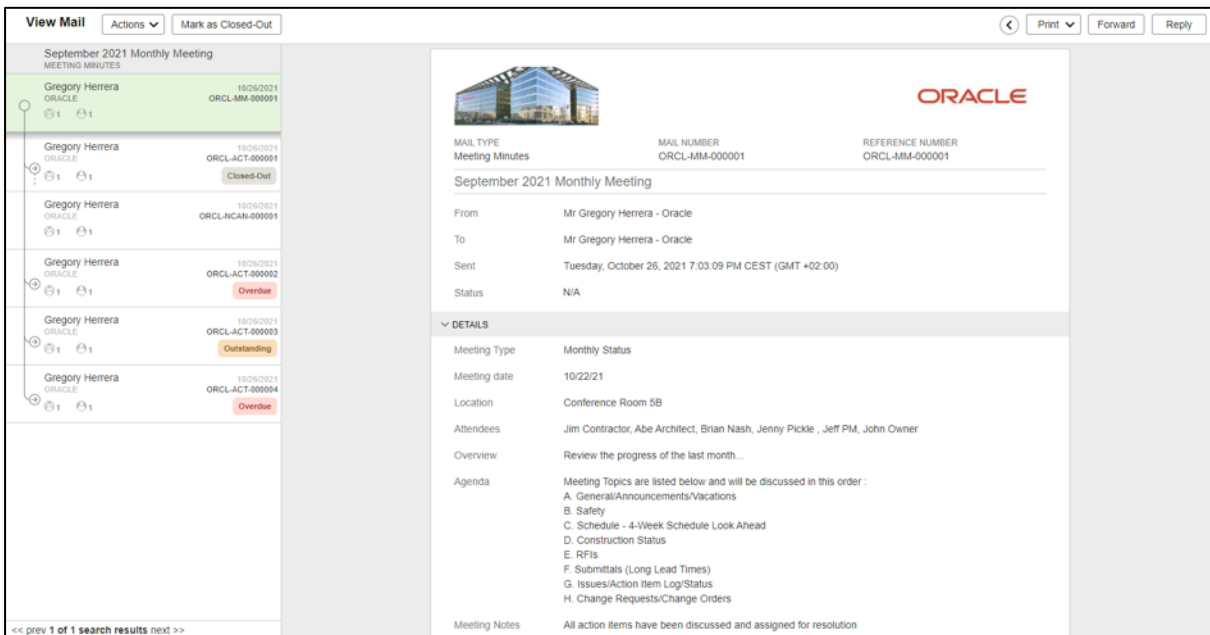 View Mail Actions Mark as Closed-Out Print Forward Reply
September 2021 Monthly Meeting
MEETING MINUTES
Gregory Herrera 10/26/2021
ORACLE ORCL-MM-000001
1 1
Gregory Herrera 10/26/2021
ORACLE ORCL-ACT-000001
1 1 Closed-Out
Gregory Herrera 10/26/2021
ORACLE ORCL-NCAN-000001
1 1
Gregory Herrera 10/26/2021
ORACLE ORCL-ACT-000002
1 1 Overdue
Gregory Herrera 10/26/2021
ORACLE ORCL-ACT-000003
1 1 Outstanding
Gregory Herrera 10/26/2021
ORACLE ORCL-ACT-000004
1 1 Overdue
<< prev 1 of 1 search results next >>
ORACLE
MAIL TYPE MAIL NUMBER REFERENCE NUMBER
Meeting Minutes ORCL-MM-000001 ORCL-MM-000001
September 2021 Monthly Meeting
From Mr Gregory Herrera - Oracle
To Mr Gregory Herrera - Oracle
Sent Tuesday, October 26, 2021 7:03:09 PM CEST (GMT +02:00)
Status N/A
DETAILS
Meeting Type Monthly Status
Meeting date 10/22/21
Location Conference Room 5B
Attendees Jim Contractor, Abe Architect, Brian Nash, Jenny Pickle , Jeff PM, John Owner
Overview Review the progress of the last month...
Agenda Meeting Topics are listed below and will be discussed in this order :
A. General/Announcements/Vacations
B. Safety
C. Schedule - 4-Week Schedule Look Ahead
D. Construction Status
E. RFIs
F. Submittals (Long Lead Times)
G. Issues/Action Item Log/Status
H. Change Requests/Change Orders
Meeting Notes All action items have been discussed and assigned for resolution